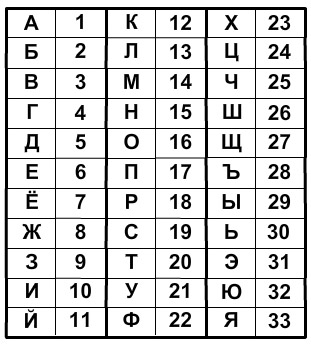 А 1 К 12 Х 23
Б 2 Л 13 Ц 24
В 3 М 14 Ч 25
Г 4 Н 15 Ш 26
Д 5 О 16 Щ 27
Е 6 П 17 Ъ 28
Ё 7 Р 18 Ы 29
Ж 8 С 19 Ь 30
З 9 Т 20 Э 31
И 10 У 21 Ю 32
Й 11 Ф 22 Я 33